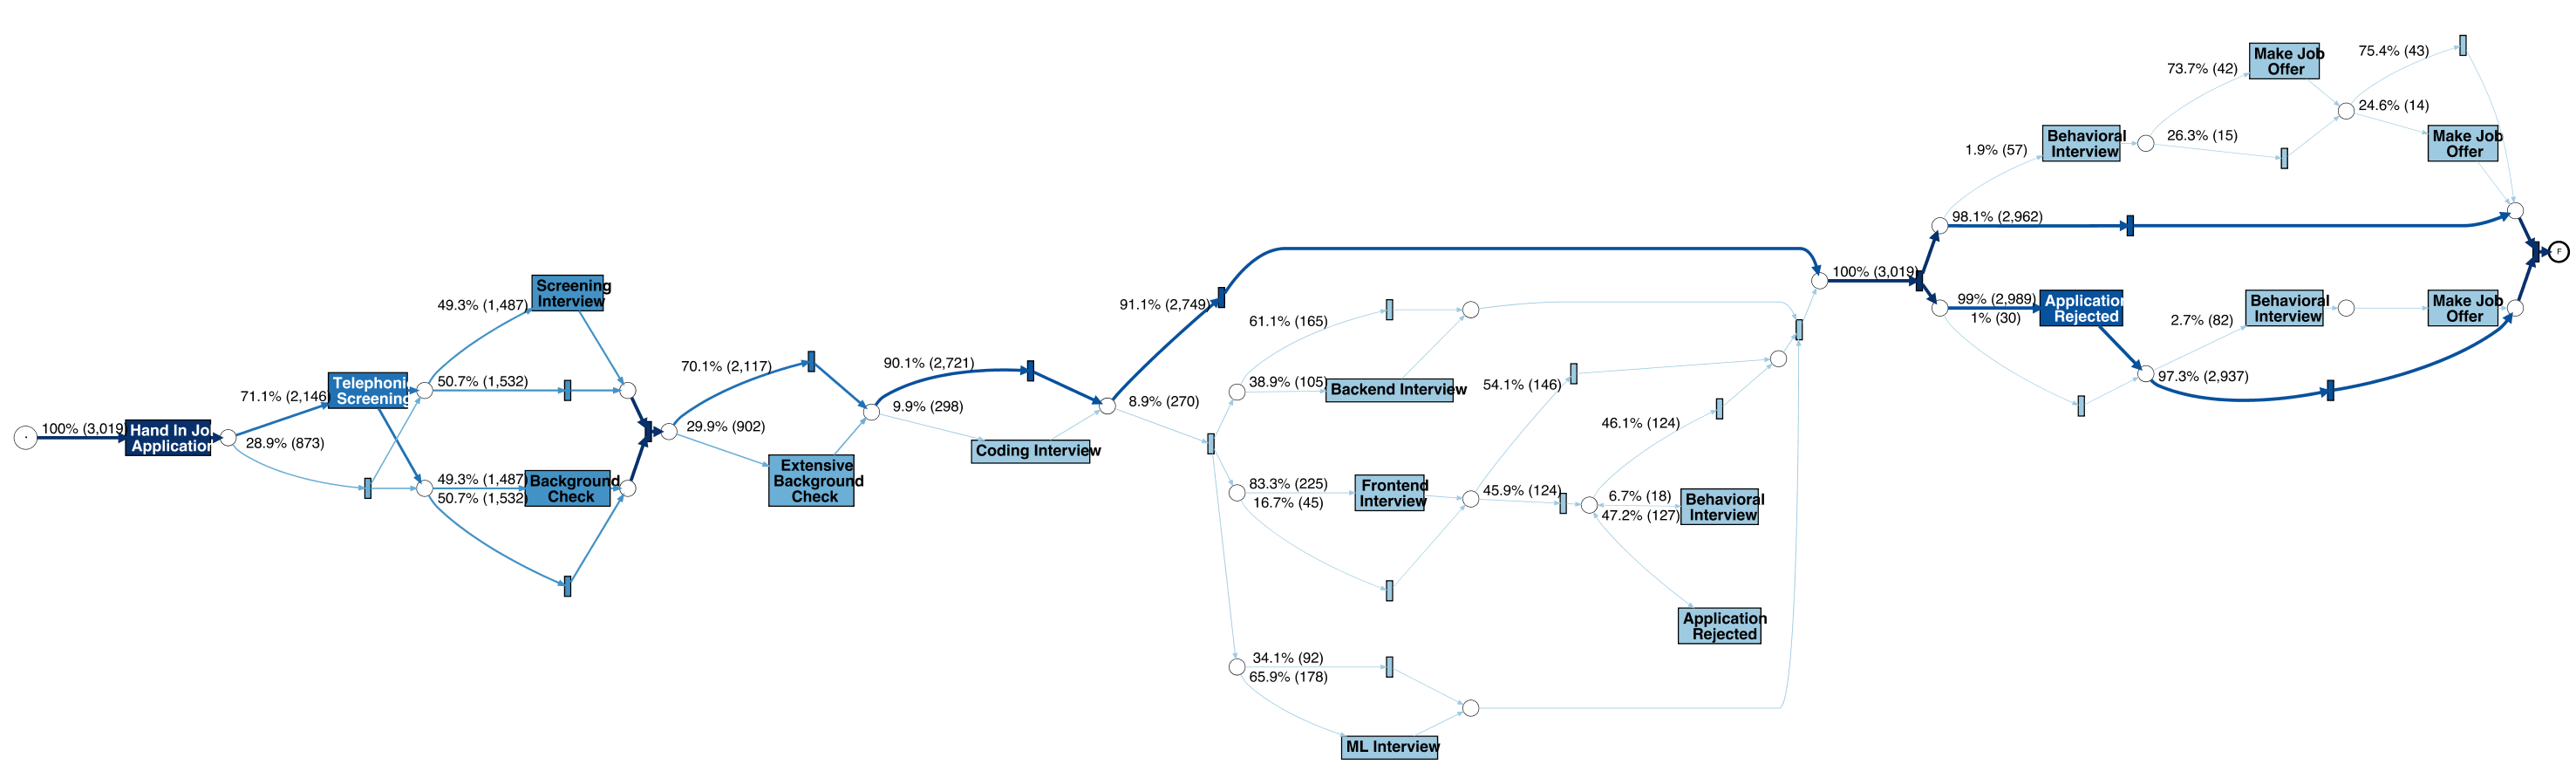 100% (3,019)
Hand In Jo
Application
71.1% (2,146)
28.9% (873)
Telephoni
Screening
49.3% (1,487)
50.7% (1,532)
Screening
Interview
49.3% (1,487)
50.7% (1,532)
Background
Check
70.1% (2,117)
29.9% (902)
Extensive
Background
Check
90.1% (2,721)
9.9% (298)
Coding Interview
91.1% (2,749)
8.9% (270)
61.1% (165)
38.9% (105)
Backend Interview
83.3% (225)
16.7% (45)
Frontend
Interview
54.1% (146)
45.9% (124)
46.1% (124)
6.7% (18)
47.2% (127)
Behavioral
Interview
Application
Rejected
34.1% (92)
65.9% (178)
ML Interview
100% (3,019)
1.9% (57)
98.1% (2,962)
Behavioral
Interview
73.7% (42)
26.3% (15)
Make Job
Offer
75.4% (43)
24.6% (14)
Make Job
Offer
99% (2,989)
1% (30)
Application
Rejected
2.7% (82)
97.3% (2,937)
Behavioral
Interview
Make Job
Offer
F